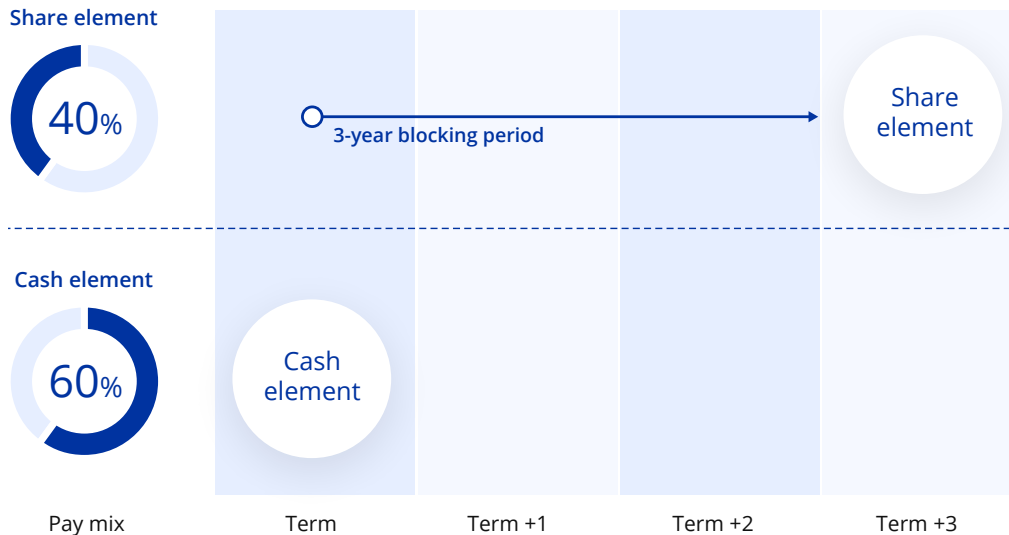 Share element
40%
3-year blocking period
Share
element
Cash element
60%
Cash
element
Pay mix
Term
Term +1
Term +2
Term +3